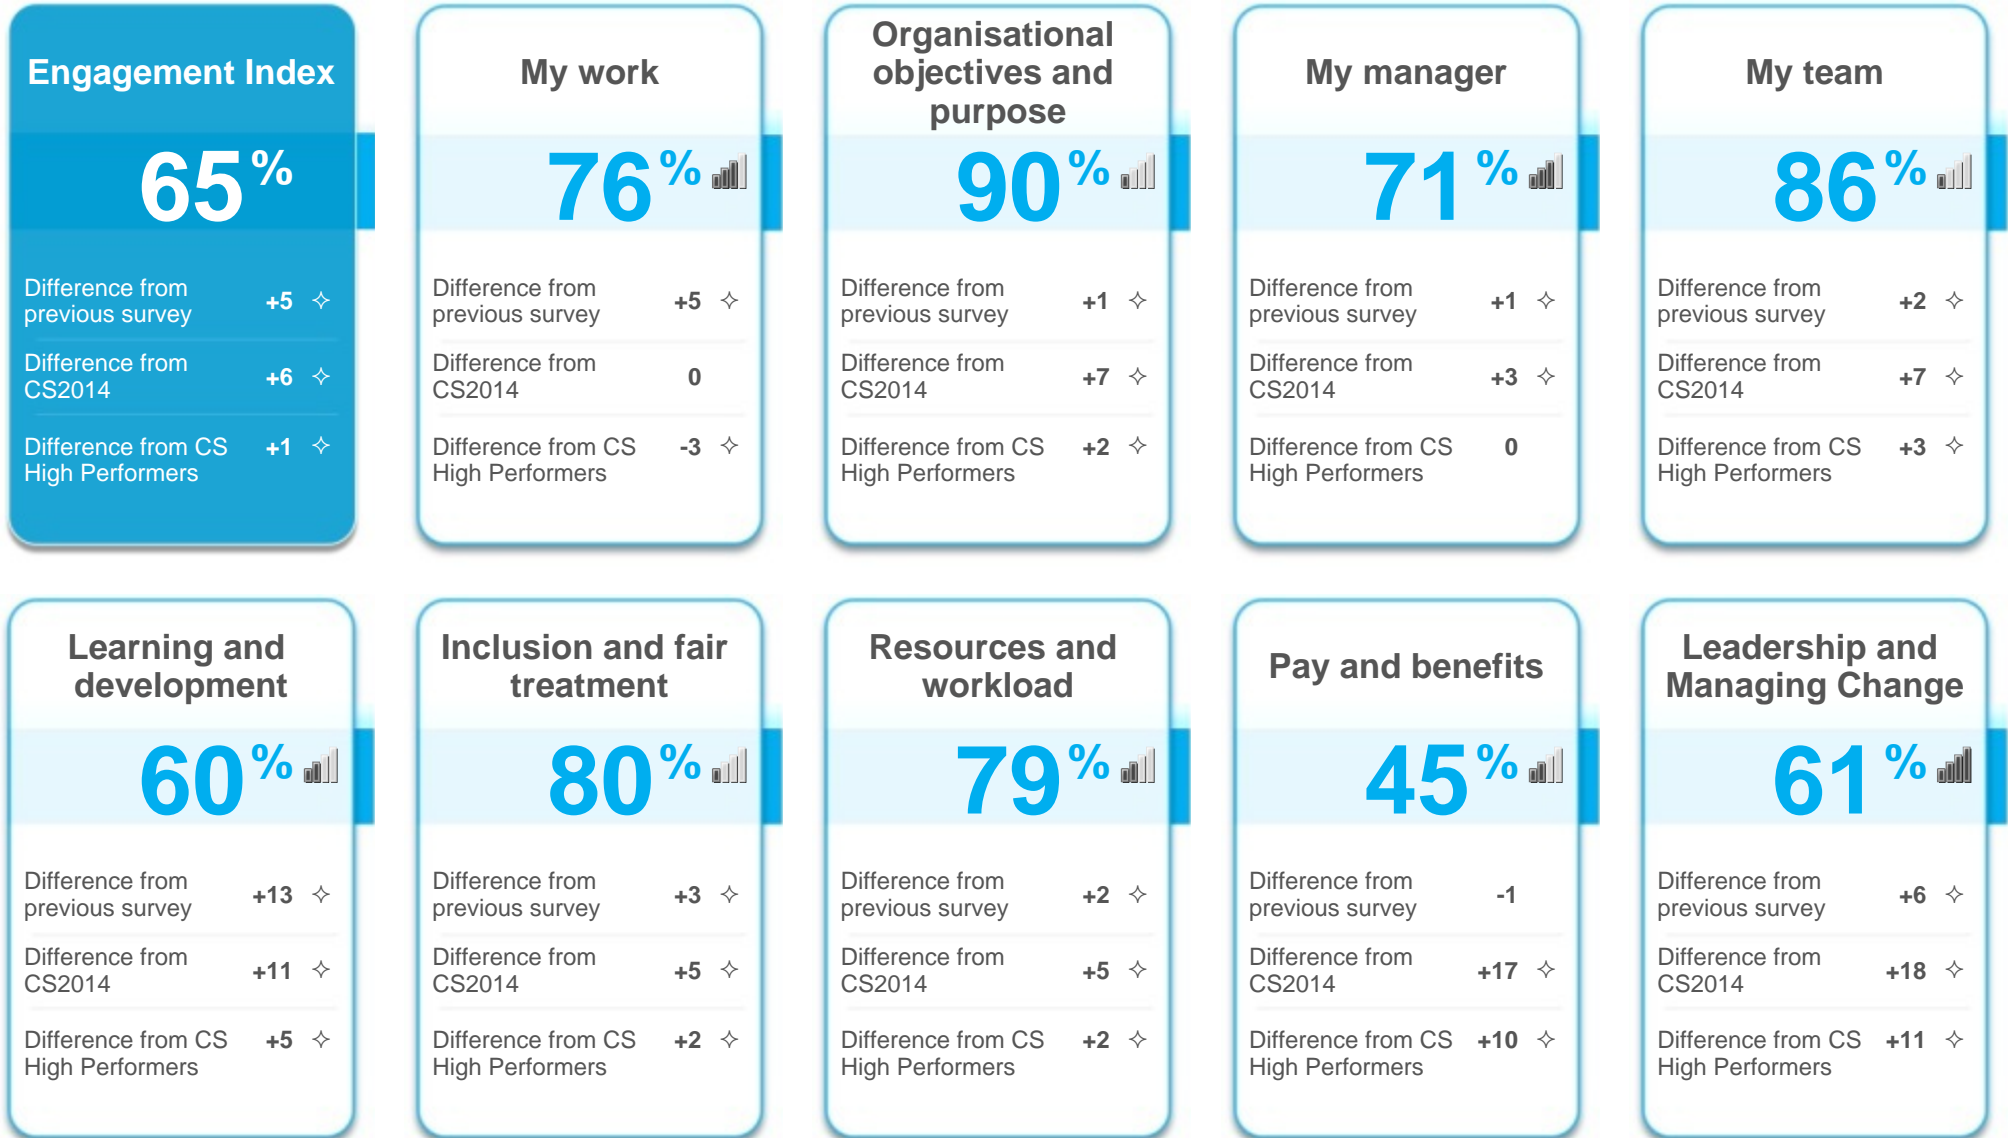 Engagement Index
65%
Difference from
previous survey +5 ✧
Difference from
CS2014 +6 ✧
Difference from CS
High Performers +1 ✧
My work
76%
Difference from
previous survey +5 ✧
Difference from
CS2014 0
Difference from CS
High Performers -3 ✧
Organisational
objectives and
purpose
90%
Difference from
previous survey +1 ✧
Difference from
CS2014 +7 ✧
Difference from CS
High Performers +2 ✧
My manager
71%
Difference from
previous survey +1 ✧
Difference from
CS2014 +3 ✧
Difference from CS
High Performers 0
My team
86%
Difference from
previous survey +2 ✧
Difference from
CS2014 +7 ✧
Difference from CS
High Performers +3 ✧
Learning and
development
60%
Difference from
previous survey +13 ✧
Difference from
CS2014 +11 ✧
Difference from CS
High Performers +5 ✧
Inclusion and fair
treatment
80%
Difference from
previous survey +3 ✧
Difference from
CS2014 +5 ✧
Difference from CS
High Performers +2 ✧
Resources and
workload
79%
Difference from
previous survey +2 ✧
Difference from
CS2014 +5 ✧
Difference from CS
High Performers +2 ✧
Pay and benefits
45%
Difference from
previous survey -1
Difference from
CS2014 +17 ✧
Difference from CS
High Performers +10 ✧
Leadership and
Managing Change
61%
Difference from
previous survey +6 ✧
Difference from
CS2014 +18 ✧
Difference from CS
High Performers +11 ✧